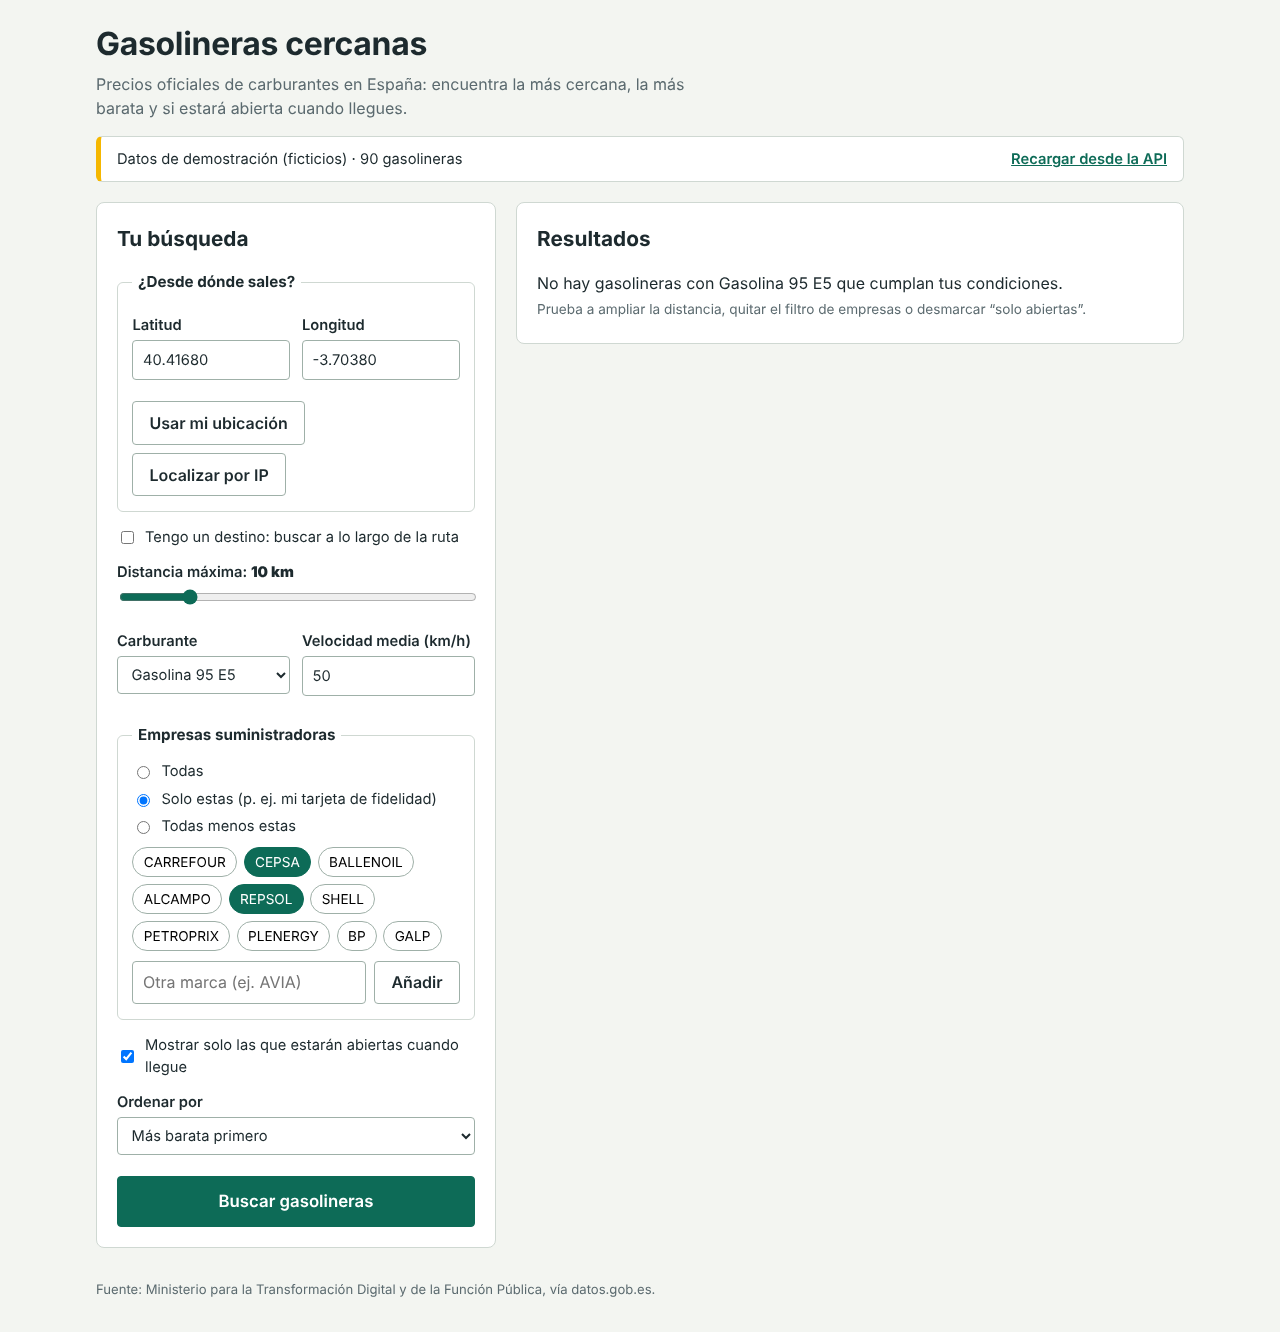 Gasolineras cercanas
Precios oficiales de carburantes en España: encuentra la más cercana, la más
barata y si estará abierta cuando llegues.
Datos de demostración (ficticios) · 90 gasolineras
Recargar desde la API
Tu búsqueda
¿Desde dónde sales?
Latitud
Longitud
40.41680
-3.70380
Usar mi ubicación
Localizar por IP
Tengo un destino: buscar a lo largo de la ruta
Distancia máxima: 10 km
Carburante
Velocidad media (km/h)
Gasolina 95 E5
50
Empresas suministradoras
Todas
Solo estas (p. ej. mi tarjeta de fidelidad)
Todas menos estas
CARREFOUR CEPSA BALLENOIL
ALCAMPO REPSOL SHELL
PETROPRIX PLENERGY BP GALP
Otra marca (ej. AVIA)
Añadir
Mostrar solo las que estarán abiertas cuando
llegue
Ordenar por
Más barata primero
Buscar gasolineras
Resultados
No hay gasolineras con Gasolina 95 E5 que cumplan tus condiciones.
Prueba a ampliar la distancia, quitar el filtro de empresas o desmarcar “solo abiertas”.
Fuente: Ministerio para la Transformación Digital y de la Función Pública, vía datos.gob.es.